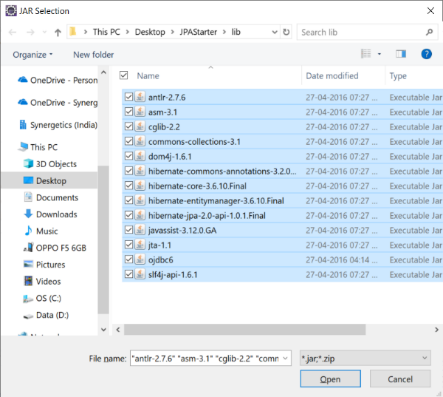 JAR Selection
This PC > Desktop > JPAStarter > lib
Search lib
Organize
New folder
Name
Date modified
Type
OneDrive - Person
OneDrive - Synerg
Synergetics (India)
This PC
3D Objects
Desktop
Documents
Downloads
Music
OPPO F5 6GB
Pictures
Videos
OS (C:)
Data (D:)
antlr-2.7.6 27-04-2016 07:27 ... Executable Jar
asm-3.1 27-04-2016 07:27 ... Executable Jar
cglib-2.2 27-04-2016 07:27 ... Executable Jar
commons-collections-3.1 27-04-2016 07:27 ... Executable Jar
dom4j-1.6.1 27-04-2016 07:27 ... Executable Jar
hibernate-commons-annotations-3.2.0... 27-04-2016 07:27 ... Executable Jar
hibernate-core-3.6.10.Final 27-04-2016 07:27 ... Executable Jar
hibernate-entitymanager-3.6.10.Final 27-04-2016 07:27 ... Executable Jar
hibernate-jpa-2.0-api-1.0.1.Final 27-04-2016 07:27 ... Executable Jar
javassist-3.12.0.GA 27-04-2016 07:27 ... Executable Jar
jta-1.1 27-04-2016 07:27 ... Executable Jar
ojdbc6 27-04-2016 04:14 ... Executable Jar
slf4j-api-1.6.1 27-04-2016 07:27 ... Executable Jar
File name: "antlr-2.7.6" "asm-3.1" "cglib-2.2" "comm
*.jar;*.zip
Open
Cancel